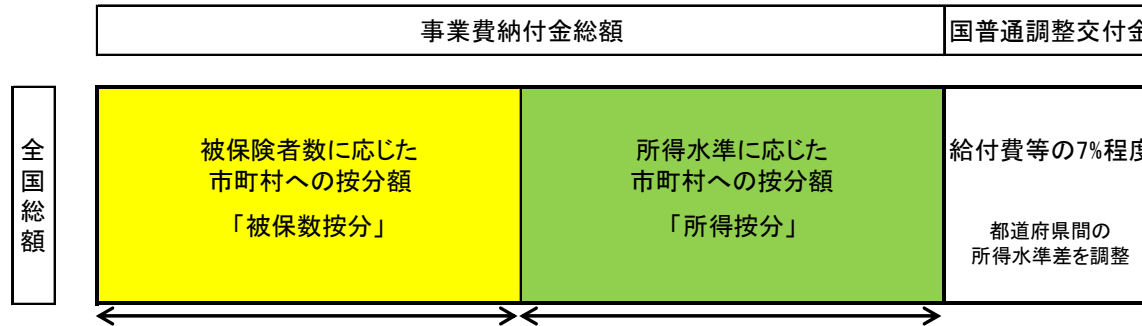 事業費納付金総額
国普通調整交付金
全国総額
被保険者数に応じた
市町村への按分額
「被保数按分」
所得水準に応じた
市町村への按分額
「所得按分」
給付費等の7%程度
都道府県間の
所得水準差を調整